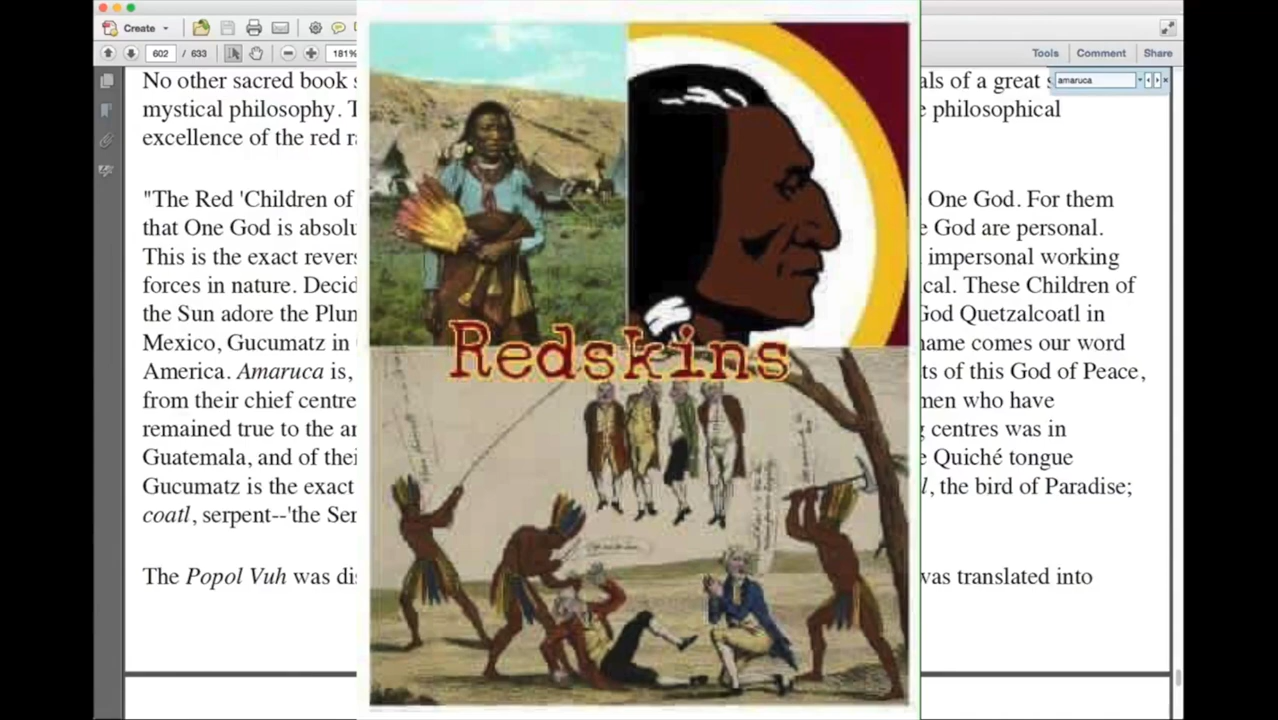 Create
602 / 633
181%
Tools
Comment
Share
amaruca
No other sacred book s
als of a great s
mystical philosophy. T
e philosophical
excellence of the red ra
"The Red 'Children of
One God. For them
that One God is absolu
e God are personal.
This is the exact revers
impersonal working
forces in nature. Decid
ical. These Children of
the Sun adore the Plun
God Quetzalcoatl in
Mexico, Gucumatz in
name comes our word
America. Amaruca is,
ts of this God of Peace,
from their chief centre
men who have
remained true to the an
g centres was in
Guatemala, and of thei
e Quiché tongue
Gucumatz is the exact
l, the bird of Paradise;
coatl, serpent--'the Ser
The Popol Vuh was dis
was translated into
Redskins